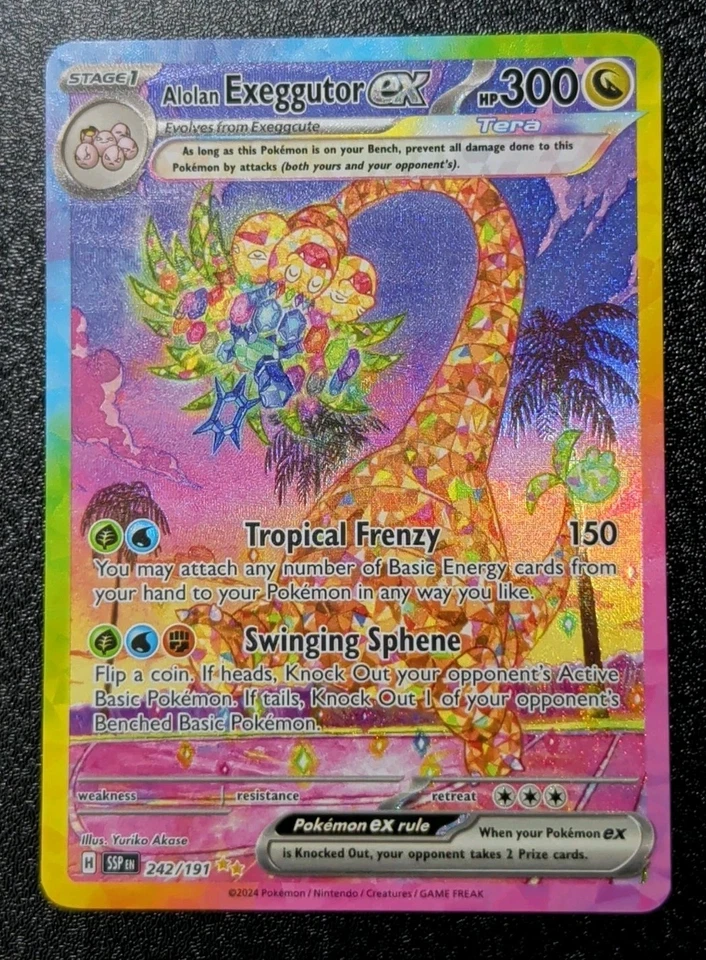 STAGE1
Alolan Exeggutor ex HP300
Evolves from Exeggcute Tera
As long as this Pokémon is on your Bench, prevent all damage done to this
Pokémon by attacks (both yours and your opponent's).
Tropical Frenzy 150
You may attach any number of Basic Energy cards from
your hand to your Pokémon in any way you like.
Swinging Sphene
Flip a coin. If heads, Knock Out your opponent's Active
Basic Pokémon. If tails, Knock Out 1 of your opponent's
Benched Basic Pokémon.
weakness resistance retreat
Pokémon ex rule When your Pokémon ex
is Knocked Out, your opponent takes 2 Prize cards.
Illus. Yuriko Akase
H SSP EN 242/191
©2024 Pokémon / Nintendo / Creatures / GAME FREAK